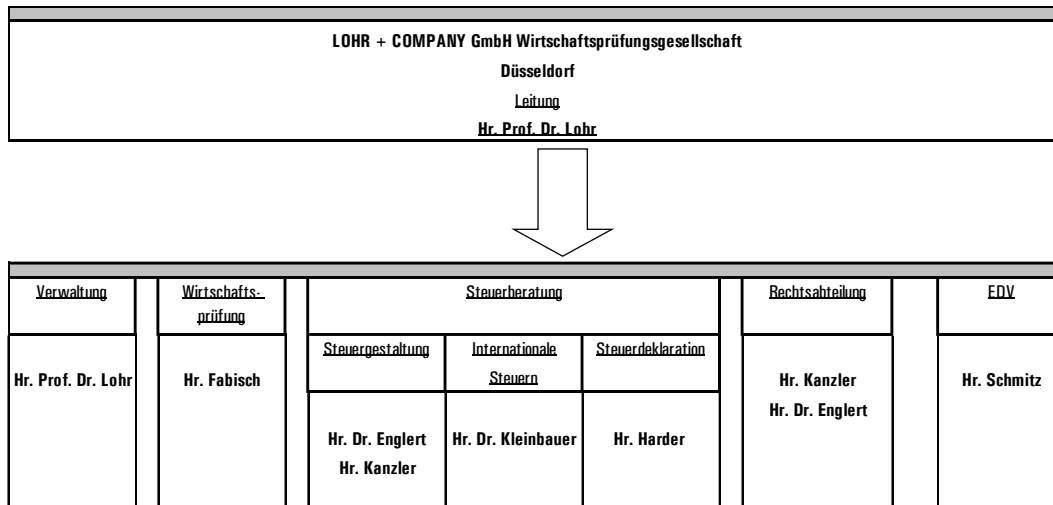 LOHR + COMPANY GmbH Wirtschaftsprüfungsgesellschaft
Düsseldorf
Leitung
Hr. Prof. Dr. Lohr
Verwaltung
Hr. Prof. Dr. Lohr
Wirtschafts-
prüfung
Hr. Fabisch
Steuerberatung
Steuergestaltung
Hr. Dr. Englert
Hr. Kanzler
Internationale
Steuern
Hr. Dr. Kleinbauer
Steuerdeklaration
Hr. Harder
Rechtsabteilung
Hr. Kanzler
Hr. Dr. Englert
EDV
Hr. Schmitz